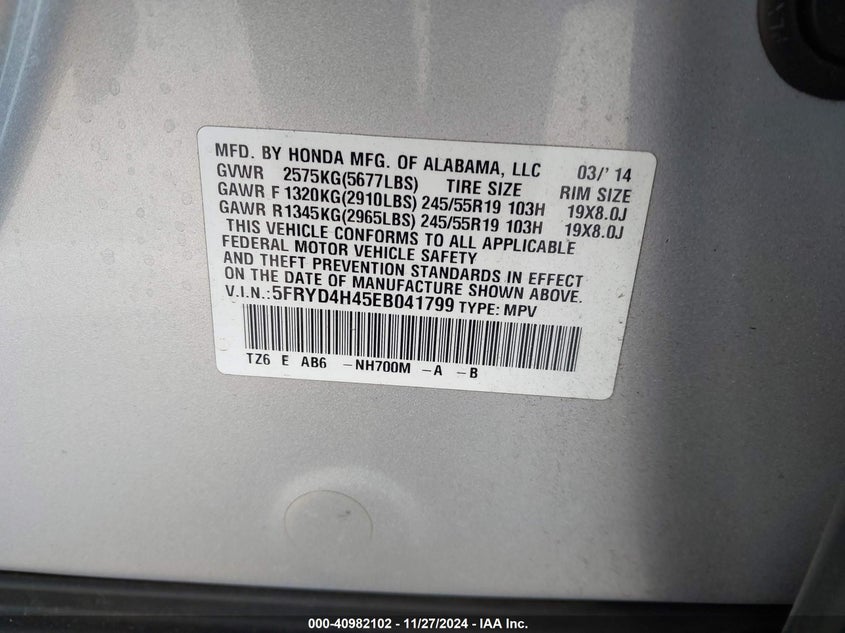 MFD. BY HONDA MFG. OF ALABAMA, LLC 03/' 14
GVWR 2575KG(5677LBS) TIRE SIZE RIM SIZE
GAWR F 1320KG(2910LBS) 245/55R19 103H 19X8.0J
GAWR R1345KG(2965LBS) 245/55R19 103H 19X8.0J
THIS VEHICLE CONFORMS TO ALL APPLICABLE
FEDERAL MOTOR VEHICLE SAFETY
AND THEFT PREVENTION STANDARDS IN EFFECT
ON THE DATE OF MANUFACTURE SHOWN ABOVE.
V.I.N.:5FRYD4H45EB041799 TYPE: MPV
TZ6 E AB6 -NH700M -A -B
000-40982102 - 11/27/2024 - IAA Inc.